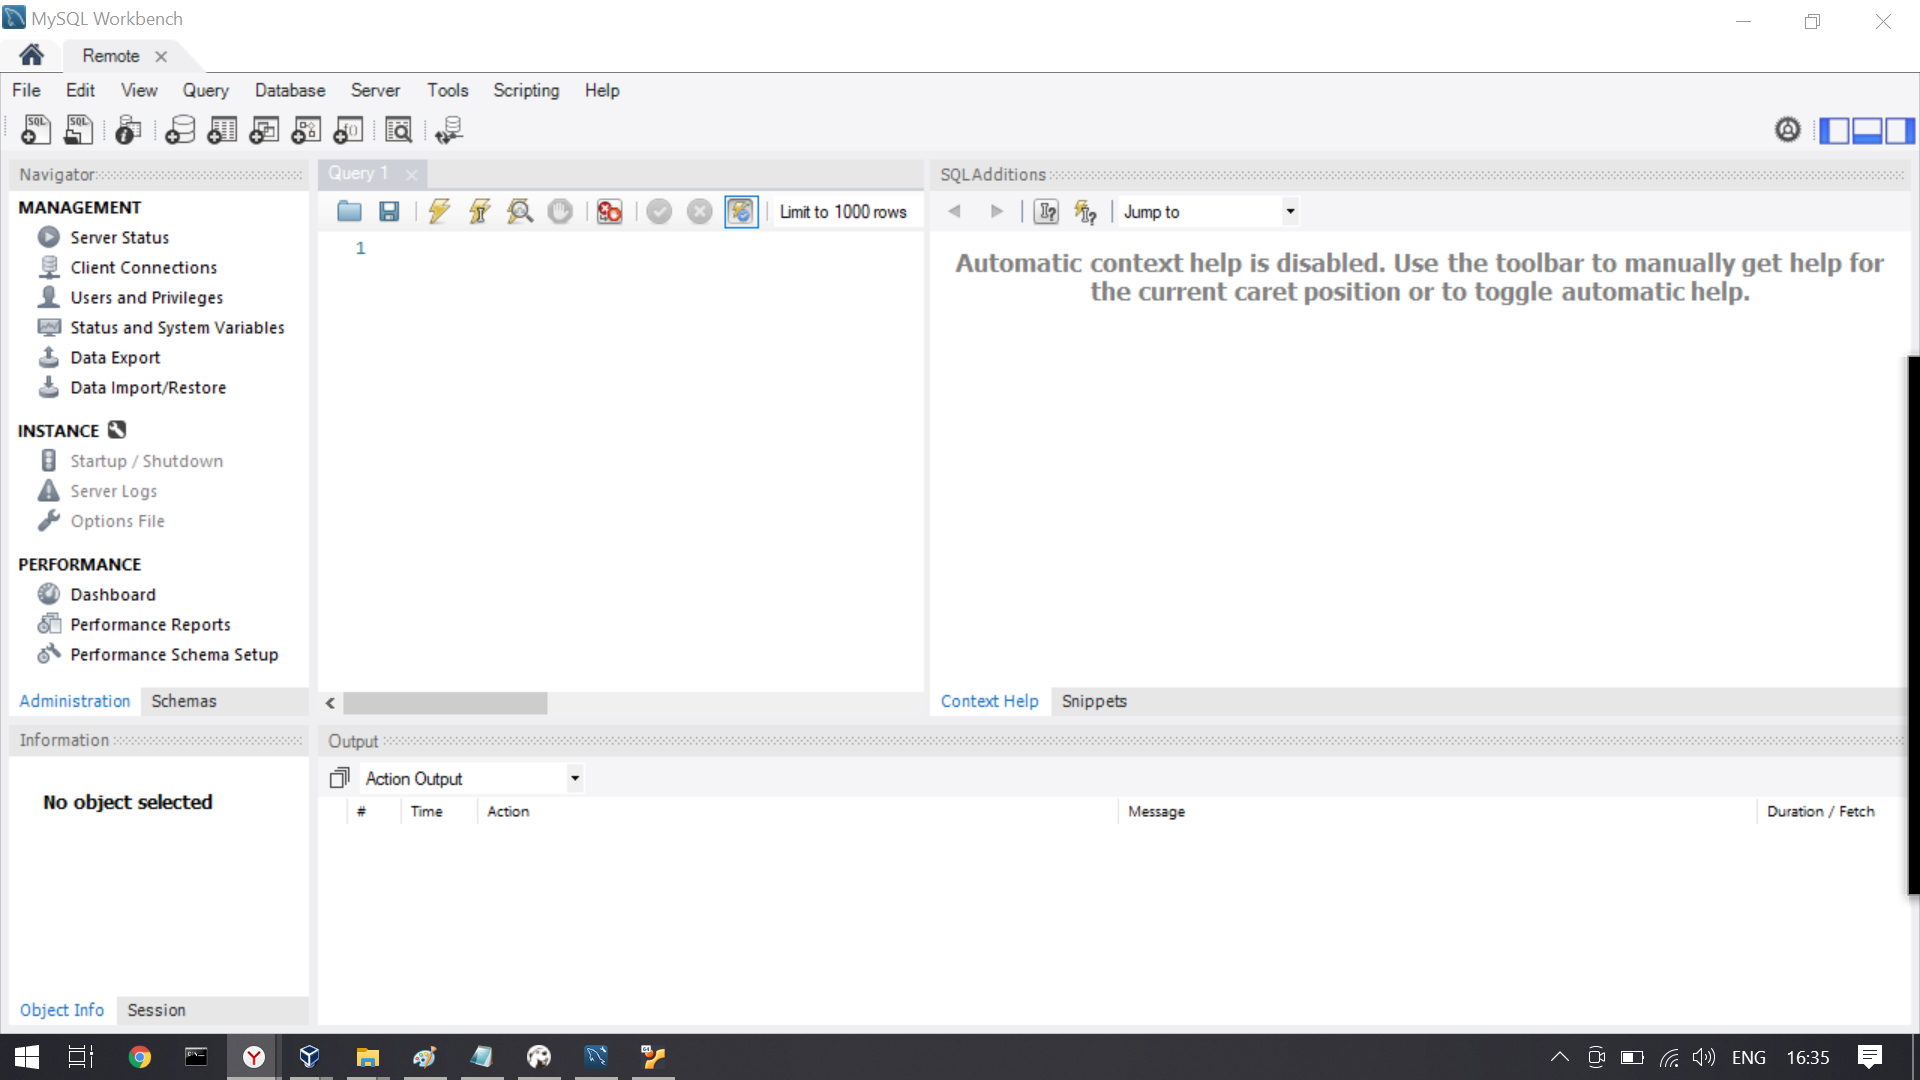 MySQL Workbench
Remote
File Edit View Query Database Server Tools Scripting Help
SQL SQL
Navigator
MANAGEMENT
Server Status
Client Connections
Users and Privileges
Status and System Variables
Data Export
Data Import/Restore
INSTANCE
Startup / Shutdown
Server Logs
Options File
PERFORMANCE
Dashboard
Performance Reports
Performance Schema Setup
Administration Schemas
Query 1
Limit to 1000 rows
1
SQLAdditions
Jump to
Automatic context help is disabled. Use the toolbar to manually get help for
the current caret position or to toggle automatic help.
Context Help Snippets
Information
No object selected
Object Info Session
Output
Action Output
# Time Action Message Duration / Fetch
ENG 16:35